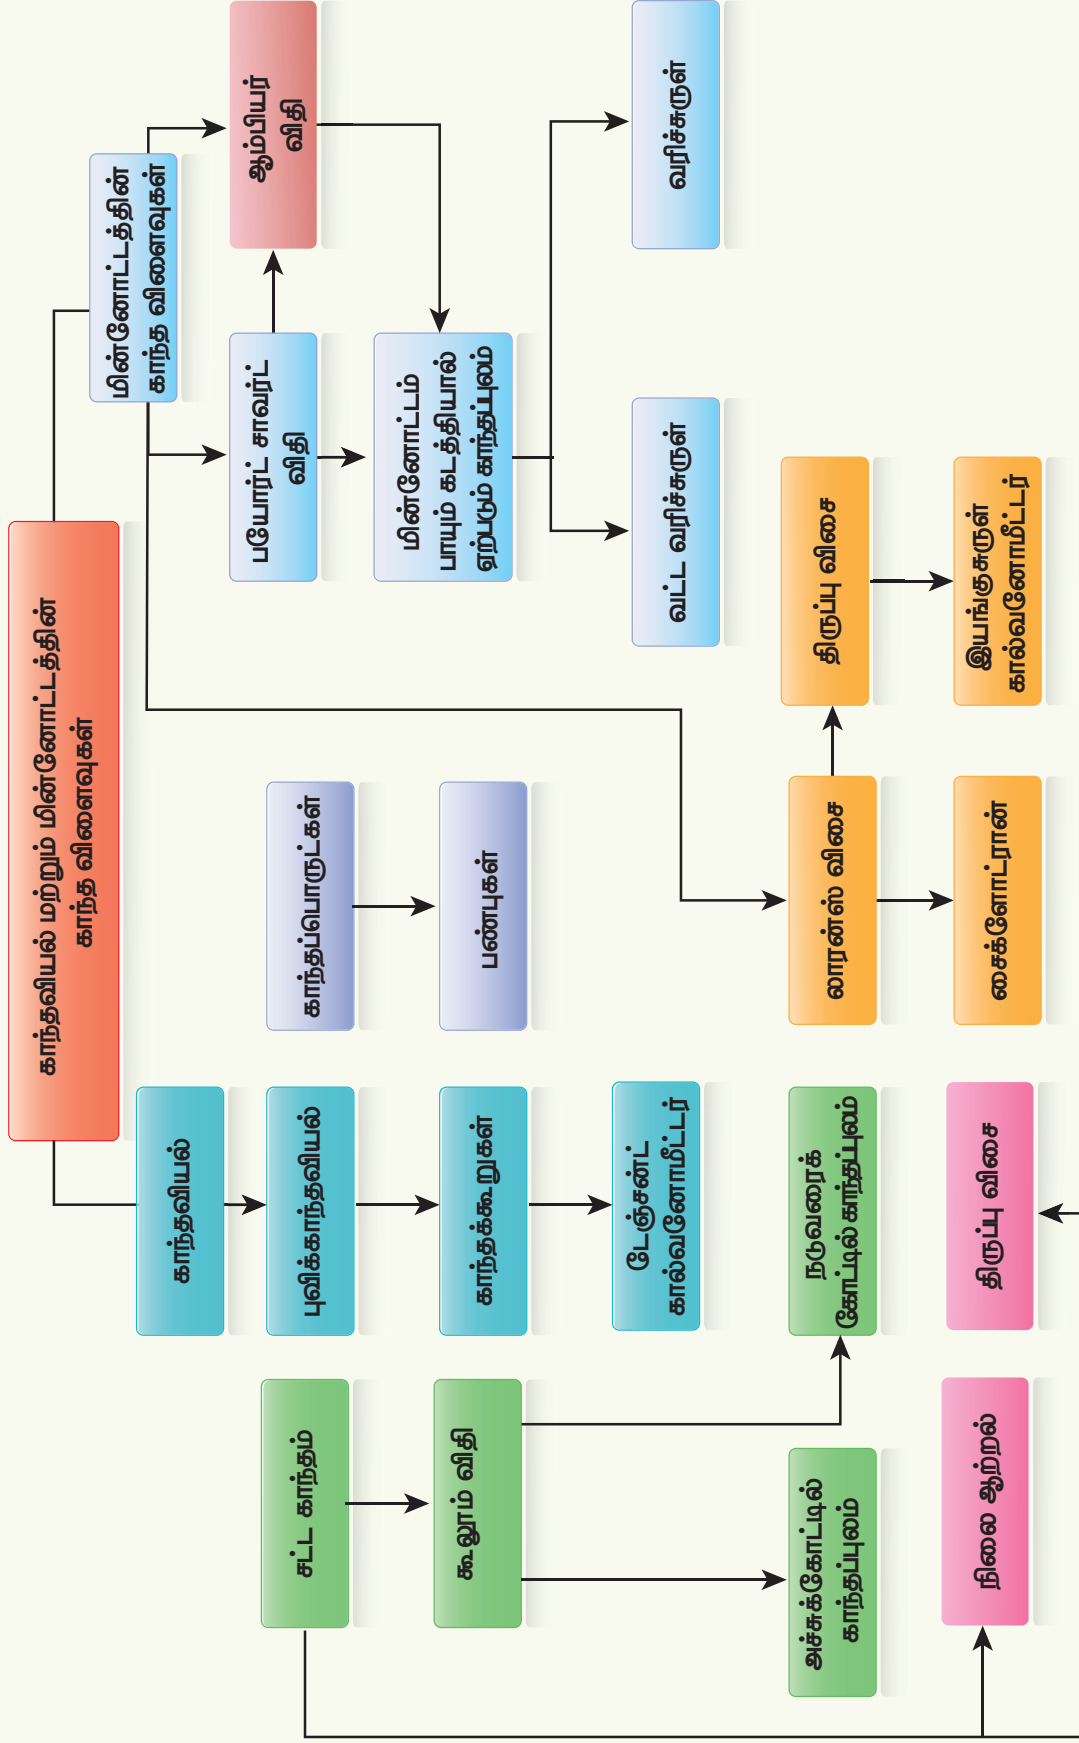 காந்தவியல் மற்றும் மின்னோட்டத்தின்
காந்த விளைவுகள்
காந்தவியல்
மின்னோட்டத்தின்
காந்த விளைவுகள்
சட்ட காந்தம்
புவிக்காந்தவியல்
காந்தப்பொருட்கள்
பயோர்ட் சாவர்ட்
விதி
ஆம்பியர்
விதி
கூலூம் விதி
காந்தக்கூறுகள்
பண்புகள்
மின்னோட்டம்
பாயும் கடத்தியால்
ஏற்படும் காந்தப்புலம்
டேஞ்சண்ட்
கால்வனோமீட்டர்
வட்ட வரிச்சுருள்
வரிச்சுருள்
அச்சுக்கோட்டில்
காந்தப்புலம்
நடுவரைக்
கோட்டில் காந்தப்புலம்
லாரன்ஸ் விசை
திருப்பு விசை
நிலை ஆற்றல்
திருப்பு விசை
சைக்ளோட்ரான்
இயங்குசுருள்
கால்வனோமீட்டர்